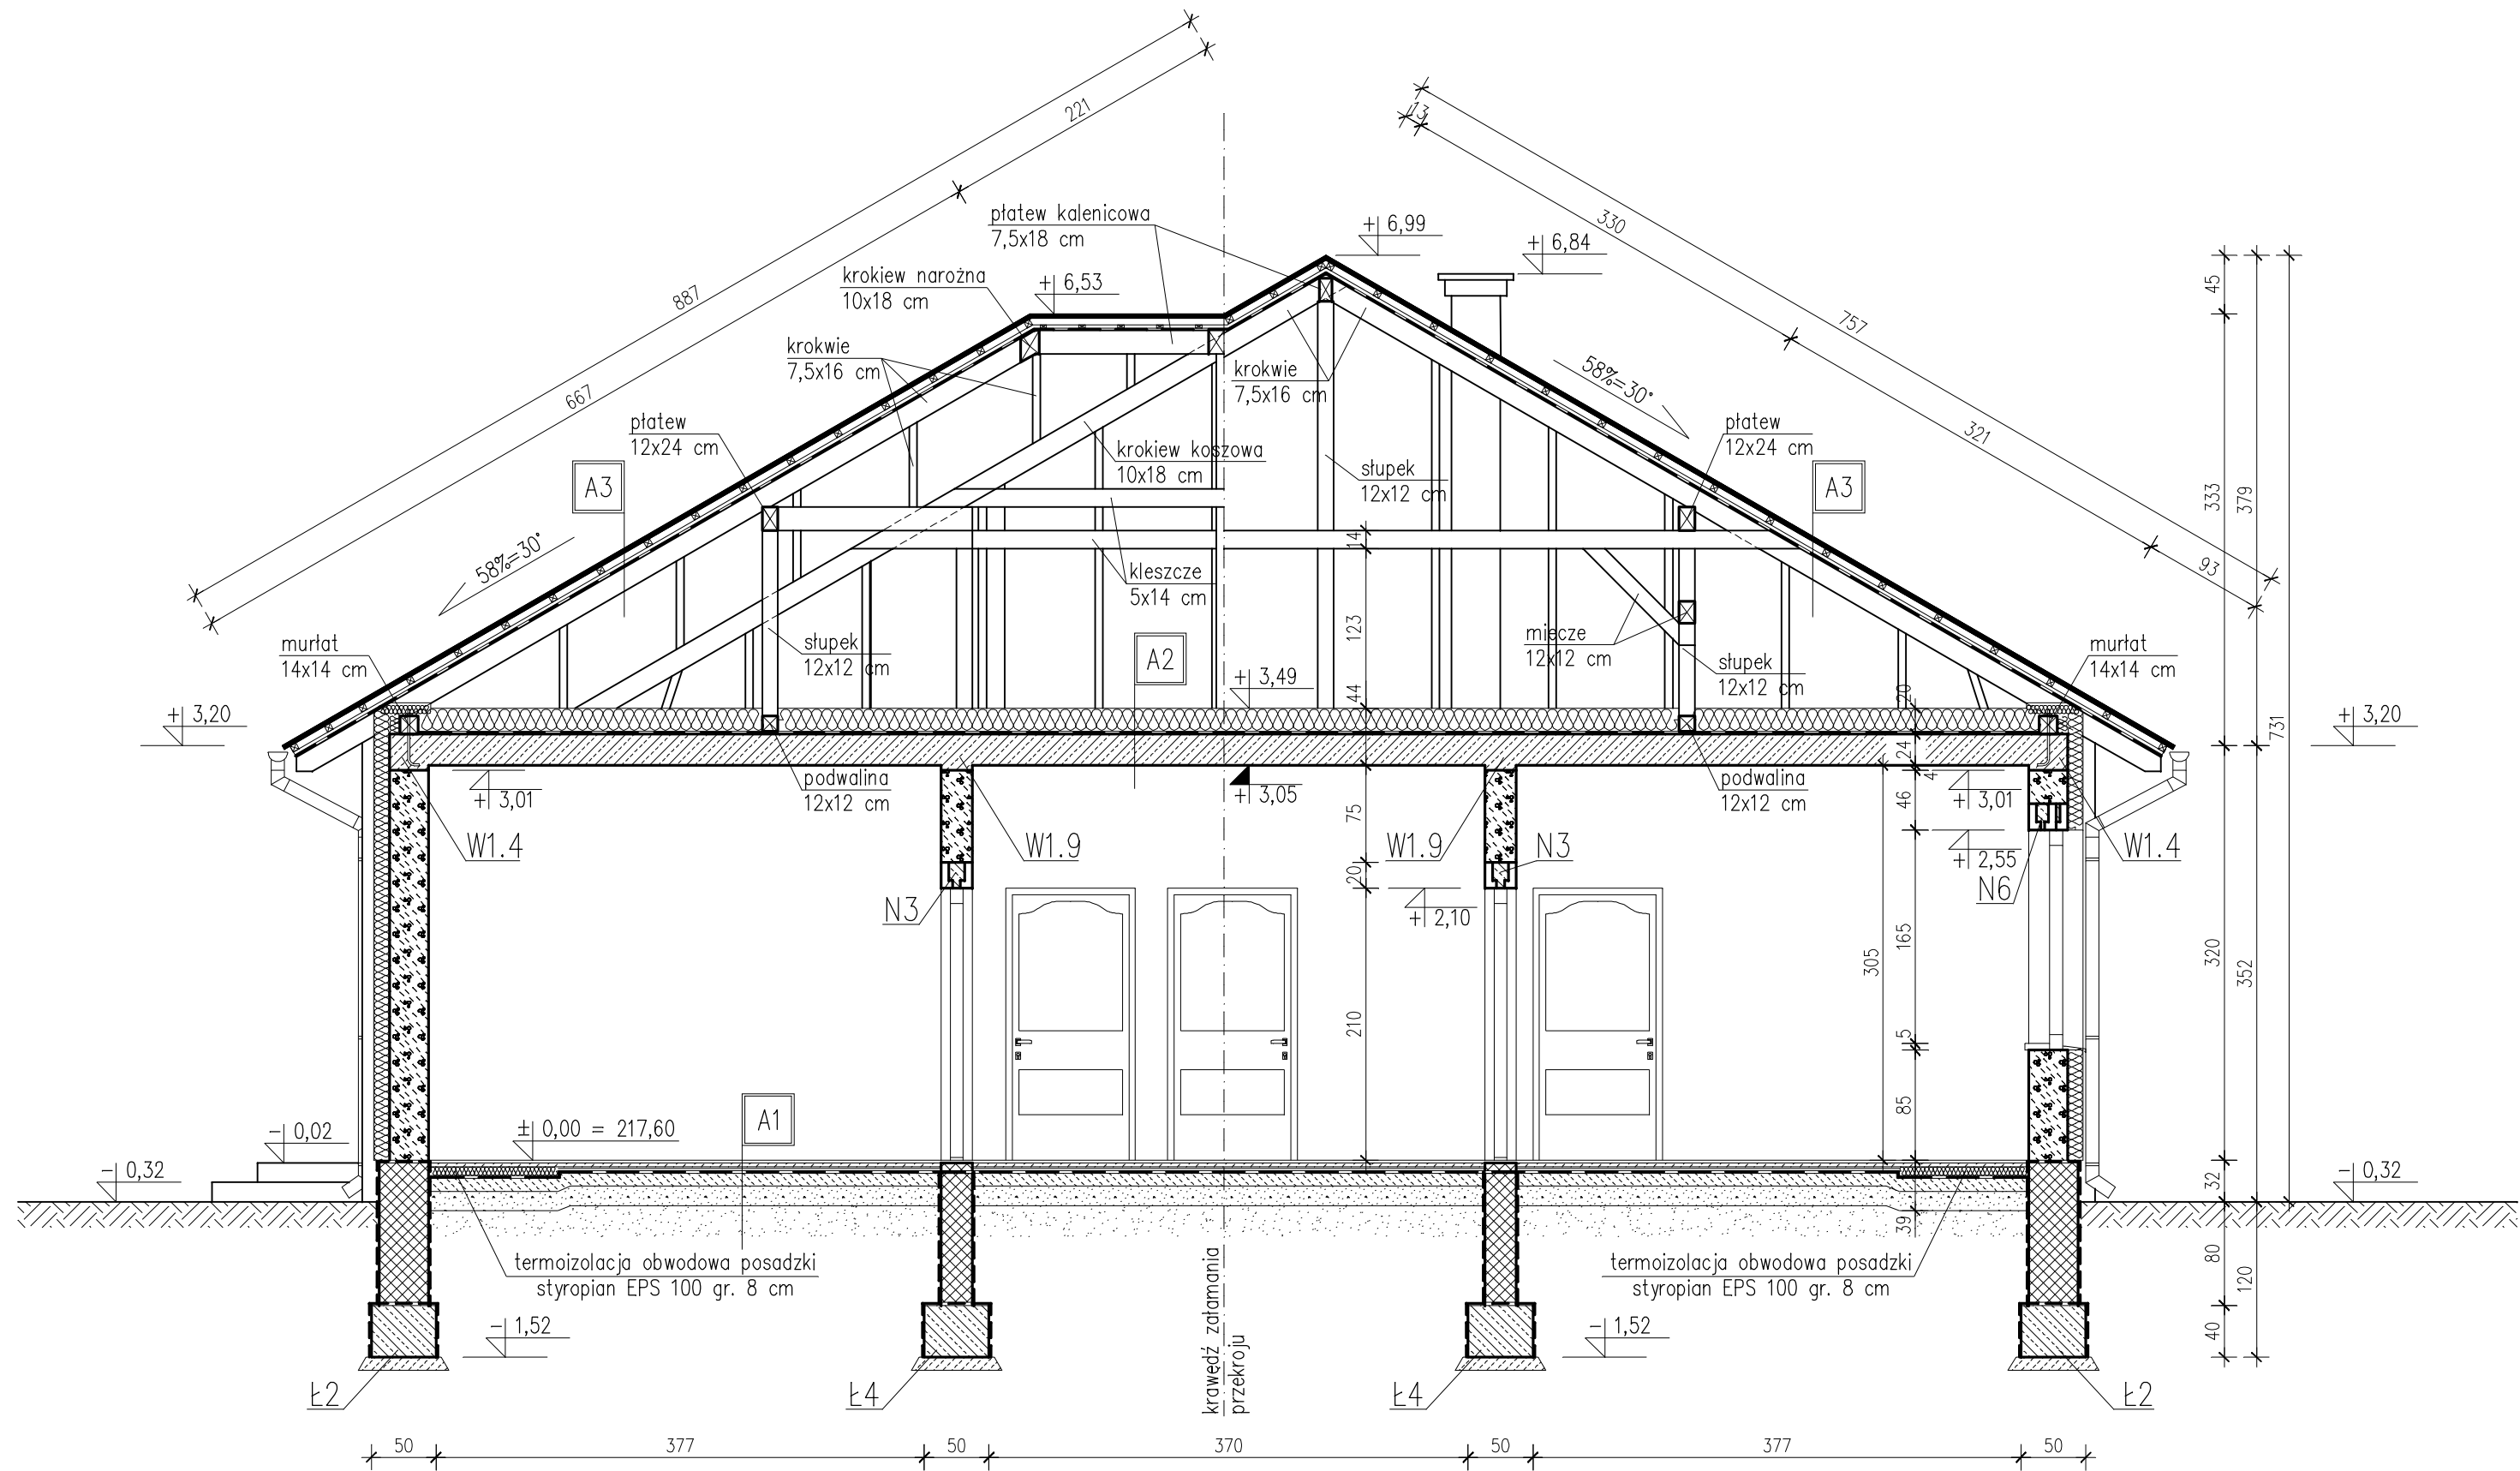 221
13
887
330
płatew kalenicowa
7,5x18 cm
+ 6,99
+ 6,84
krokiew narożna
10x18 cm
+ 6,53
45
757
krokwie
7,5x16 cm
krokwie
7,5x16 cm
58%=30°
667
płatew
12x24 cm
płatew
12x24 cm
321
krokiew koszowa
10x18 cm
słupek
12x12 cm
A3
A3
333
379
58%=30°
14
93
kleszcze
5x14 cm
123
murłat
14x14 cm
słupek
12x12 cm
A2
miecze
12x12 cm
słupek
12x12 cm
murłat
14x14 cm
+ 3,49
44
20
+ 3,20
+ 3,20
731
24
4
podwalina
12x12 cm
podwalina
12x12 cm
+ 3,01
+ 3,05
+ 3,01
46
75
W1.4
W1.9
W1.9
N3
+ 2,55
W1.4
20
N3
+ 2,10
N6
165
305
320
352
210
5
85
A1
± 0,00 = 217,60
- 0,02
- 0,32
- 0,32
32
39
termoizolacja obwodowa posadzki
styropian EPS 100 gr. 8 cm
termoizolacja obwodowa posadzki
styropian EPS 100 gr. 8 cm
80
120
- 1,52
- 1,52
40
krawędź załamania
przekroju
Ł2
Ł4
Ł4
Ł2
50
377
50
370
50
377
50